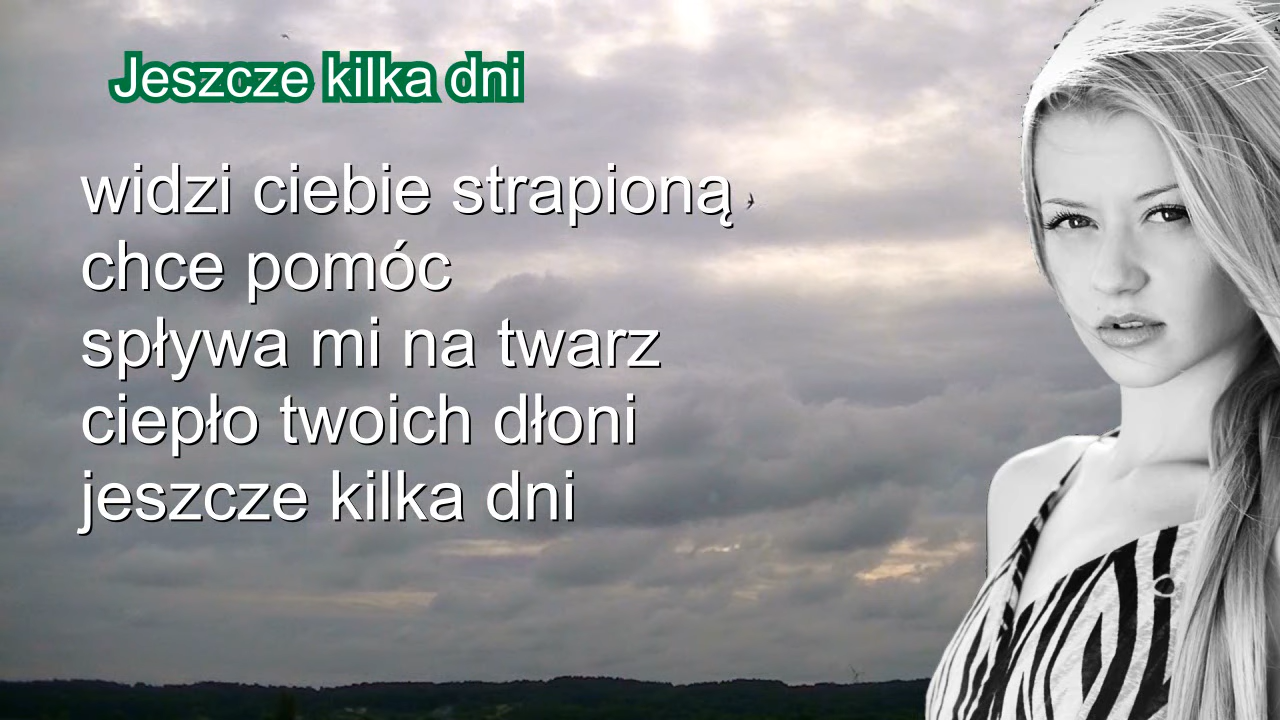 Jeszcze kilka dni
widzi ciebie strapioną
chce pomóc
spływa mi na twarz
ciepło twoich dłoni
jeszcze kilka dni